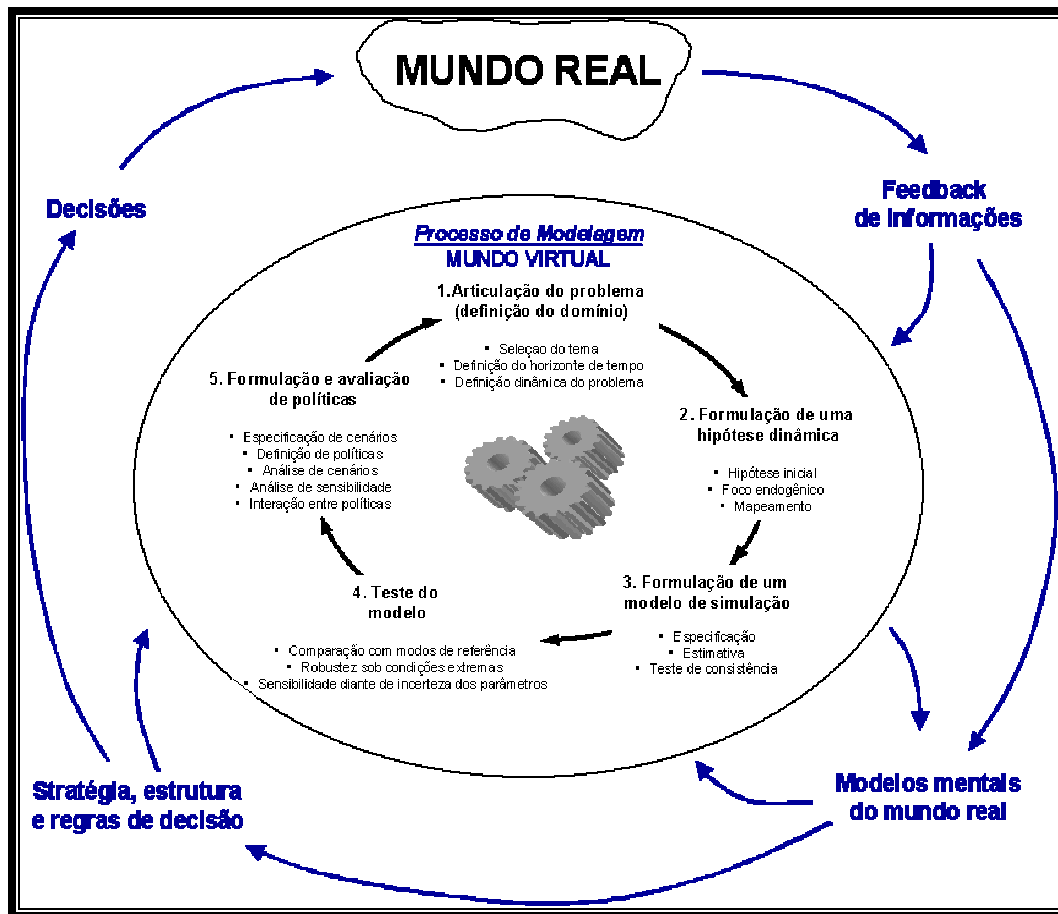 MUNDO REAL
Decisões
Feedback
de informações
Processo de Modelagem
MUNDO VIRTUAL
1.Articulação do problema
(definição do domínio)
• Seleçao do tema
• Definição do horizonte de tempo
• Definição dinâmica do problema
2. Formulação de uma
hipótese dinâmica
• Hipótese inicial
• Foco endogênico
• Mapeamento
3. Formulação de um
modelo de simulação
• Especificação
• Estimativa
• Teste de consistência
4. Teste do
modelo
• Comparação com modos de referência
• Robustez sob condições extremas
• Sensibilidade diante de incerteza dos parâmetros
5. Formulação e avaliação
de políticas
• Especificação de cenários
• Definição de políticas
• Análise de cenários
• Análise de sensibilidade
• Interação entre políticas
Modelos mentais
do mundo real
Stratégia, estrutura
e regras de decisão